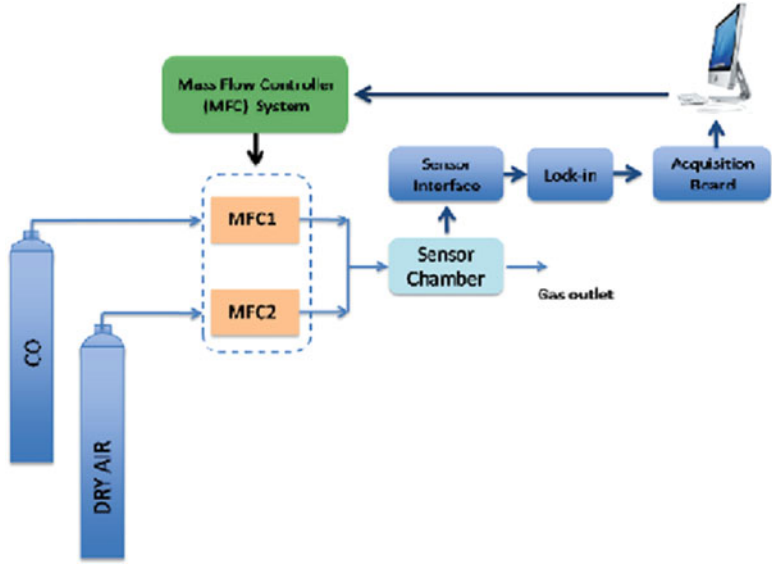 Mass Flow Controller
(MFC) System
Sensor
Interface
Lock-in
Acquisition
Board
MFC1
MFC2
Sensor
Chamber
Gas outlet
CO
DRY AIR